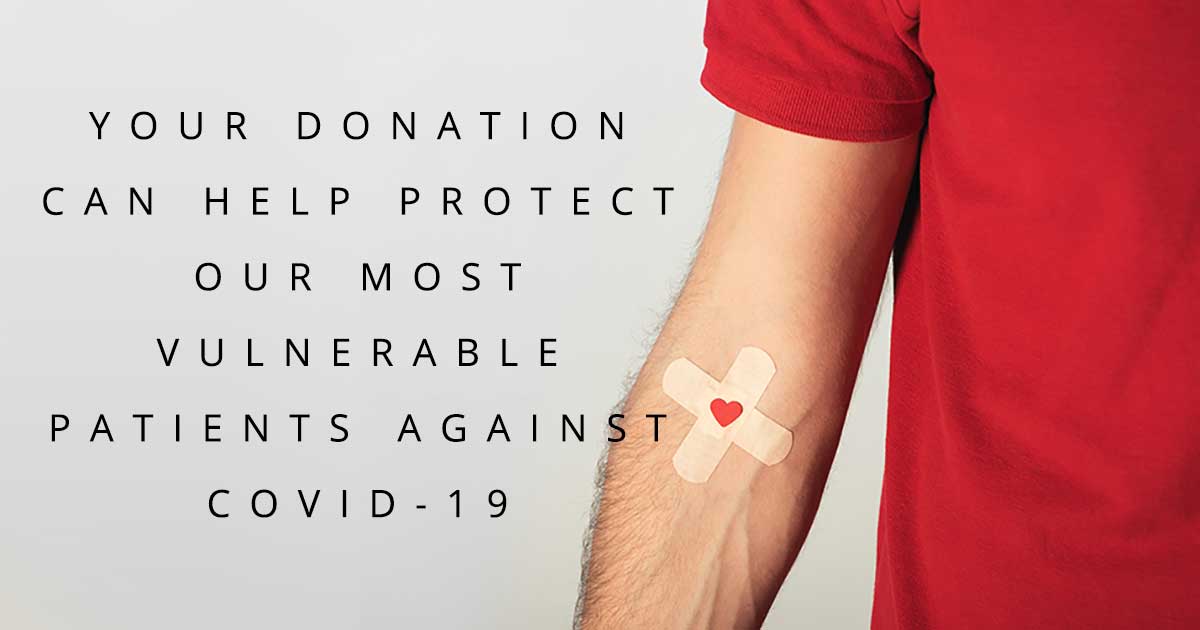 YOUR DONATION
CAN HELP PROTECT
OUR MOST
VULNERABLE
PATIENTS AGAINST
COVID-19